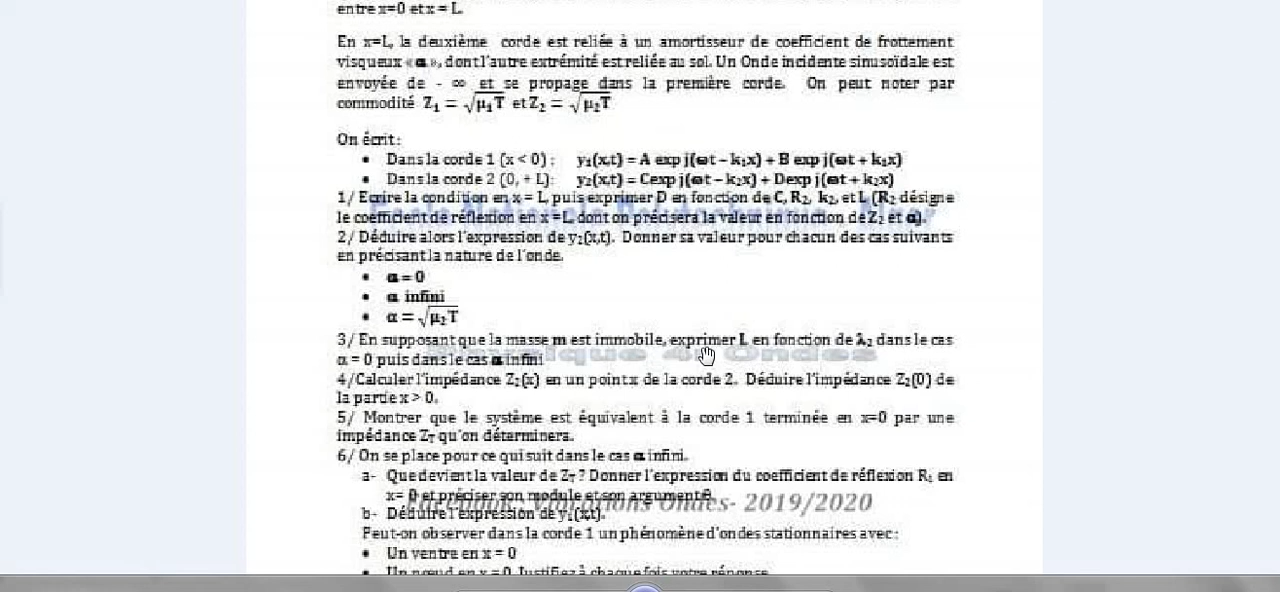 entre x=0 et x = L.
En x=L, la deuxième corde est reliée à un amortisseur de coefficient de frottement
visqueux « α », dont l'autre extrémité est reliée au sol. Un Onde incidente sinusoïdale est
envoyée de - ∞ et se propage dans la première corde. On peut noter par
commodité Z₁ = √μ₁T et Z₂ = √μ₂T
On écrit :
• Dans la corde 1 (x < 0) : y₁(x,t) = A exp j(ωt – k₁x) + B exp j(ωt + k₁x)
• Dans la corde 2 (0, + L): y₂(x,t) = Cexp j(ωt – k₂x) + Dexp j(ωt + k₂x)
1/ Ecrire la condition en x = L, puis exprimer D en fonction de C, R₂, k₂, et L (R₂ désigne
le coefficient de réflexion en x =L, dont on précisera la valeur en fonction de Z₂ et α).
2/ Déduire alors l'expression de y₂(x,t). Donner sa valeur pour chacun des cas suivants
en précisant la nature de l'onde.
• α = 0
• α infini
• α = √μ₂T
3/ En supposant que la masse m est immobile, exprimer L en fonction de λ₂ dans le cas
α = 0 puis dans le cas α infini
4/Calculer l'impédance Z₂(x) en un point x de la corde 2. Déduire l'impédance Z₂(0) de
la partie x > 0.
5/ Montrer que le système est équivalent à la corde 1 terminée en x=0 par une
impédance Z_T qu'on déterminera.
6/ On se place pour ce qui suit dans le cas α infini.
a- Que devient la valeur de Z_T ? Donner l'expression du coefficient de réflexion R₁ en
x= 0 et préciser son module et son argument θ.
Vibrations Ondes- 2019/2020
b- Déduire l'expression de y₁(x,t).
Peut-on observer dans la corde 1 un phénomène d'ondes stationnaires avec :
• Un ventre en x = 0
• Un nœud en x = 0. Justifiez à chaque fois votre réponse